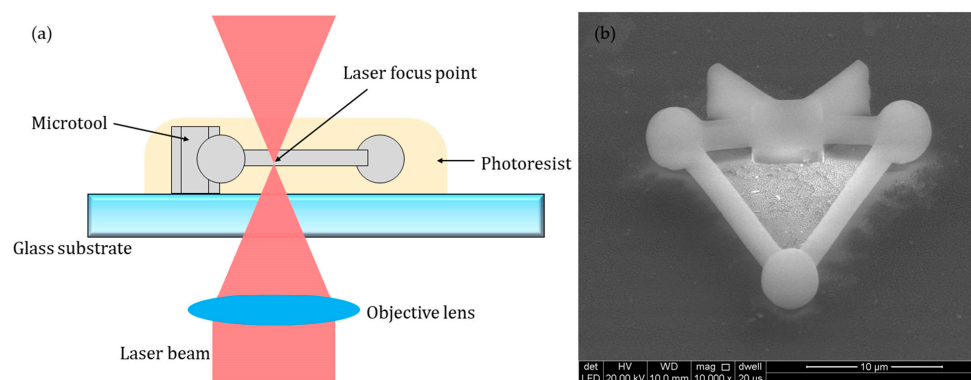 (a)
Laser focus point
Microtool
Photoresist
Glass substrate
Objective lens
Laser beam
(b)
det HV WD mag □ dwell
LED 20.00 kV 10.0 mm 10 000 x 20 µs
10 µm